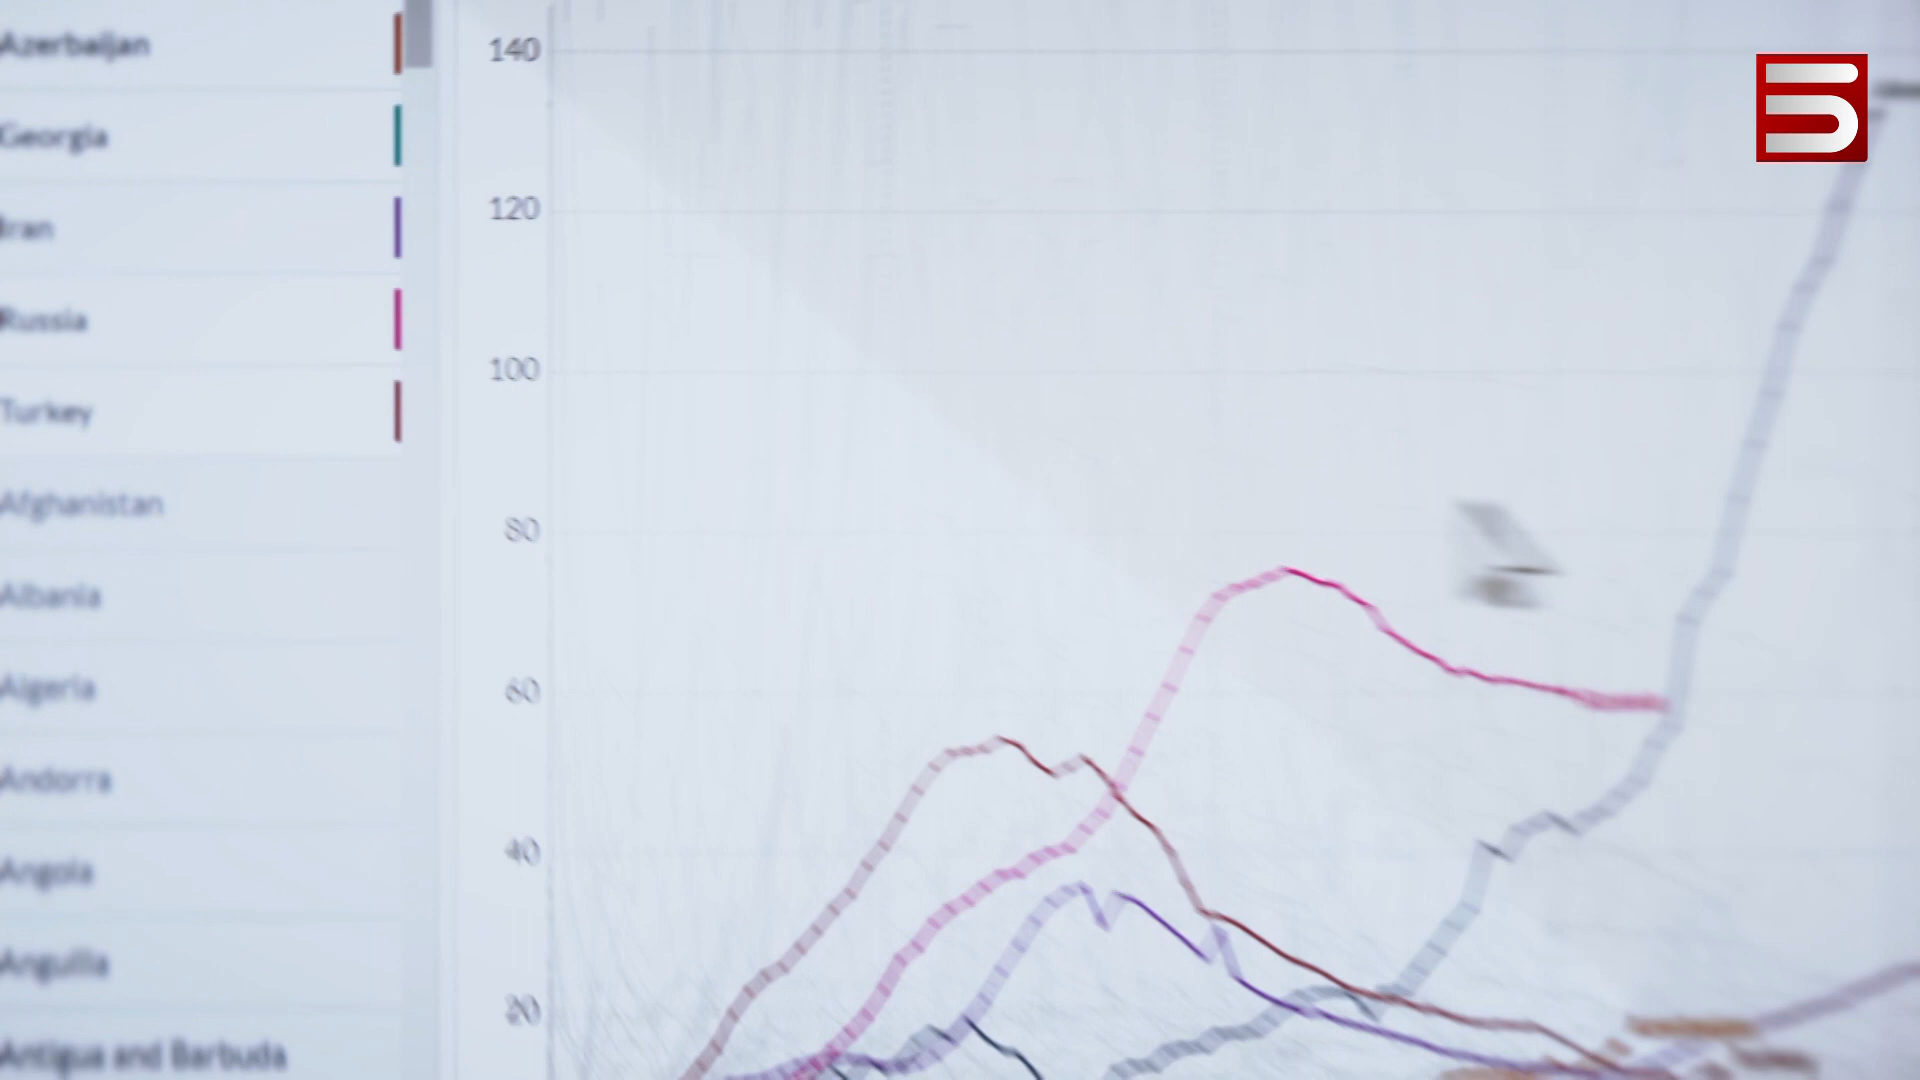 Azerbaijan
Georgia
Iran
Russia
Turkey
Afghanistan
Albania
Algeria
Andorra
Angola
Anguilla
Antigua and Barbuda
140
120
100
80
60
40
20
5